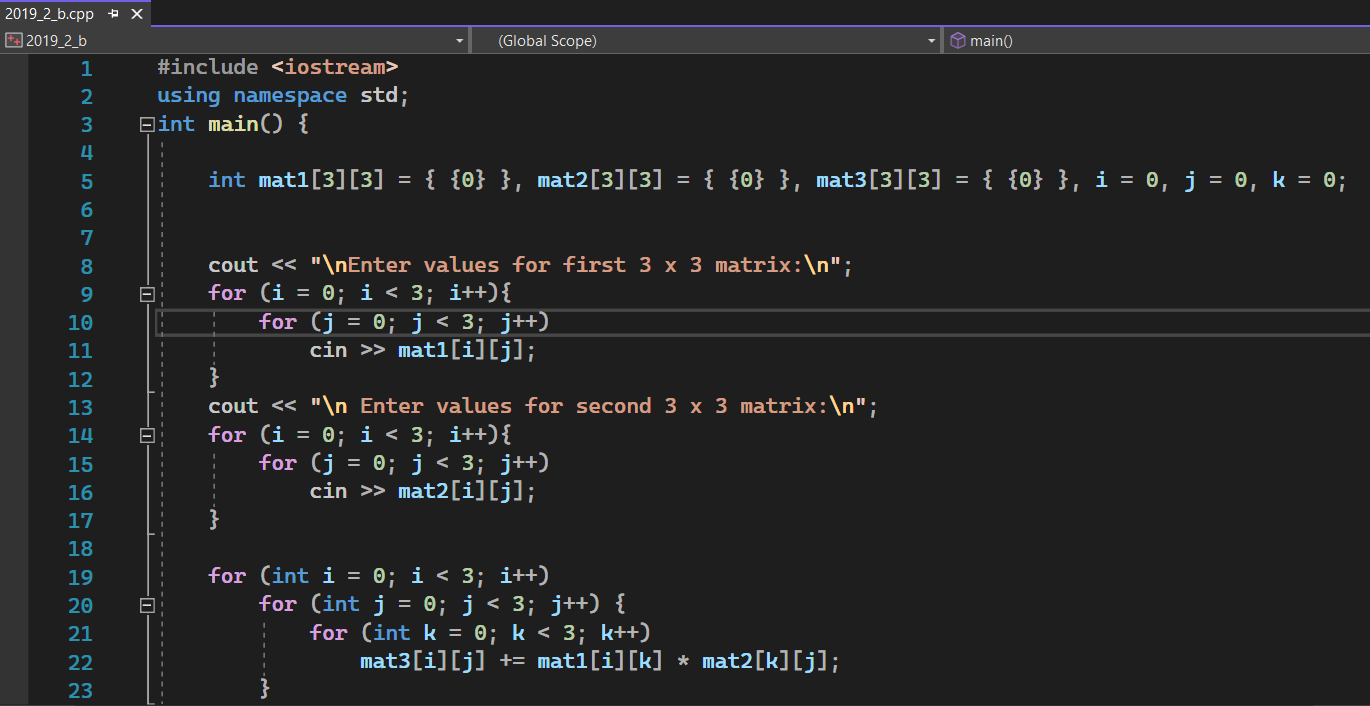 2019_2_b.cpp
2019_2_b (Global Scope) main()
1 #include <iostream>
2 using namespace std;
3 int main() {
4
5 int mat1[3][3] = { {0} }, mat2[3][3] = { {0} }, mat3[3][3] = { {0} }, i = 0, j = 0, k = 0;
6
7
8 cout << "\nEnter values for first 3 x 3 matrix:\n";
9 for (i = 0; i < 3; i++){
10 for (j = 0; j < 3; j++)
11 cin >> mat1[i][j];
12 }
13 cout << "\n Enter values for second 3 x 3 matrix:\n";
14 for (i = 0; i < 3; i++){
15 for (j = 0; j < 3; j++)
16 cin >> mat2[i][j];
17 }
18
19 for (int i = 0; i < 3; i++)
20 for (int j = 0; j < 3; j++) {
21 for (int k = 0; k < 3; k++)
22 mat3[i][j] += mat1[i][k] * mat2[k][j];
23 }